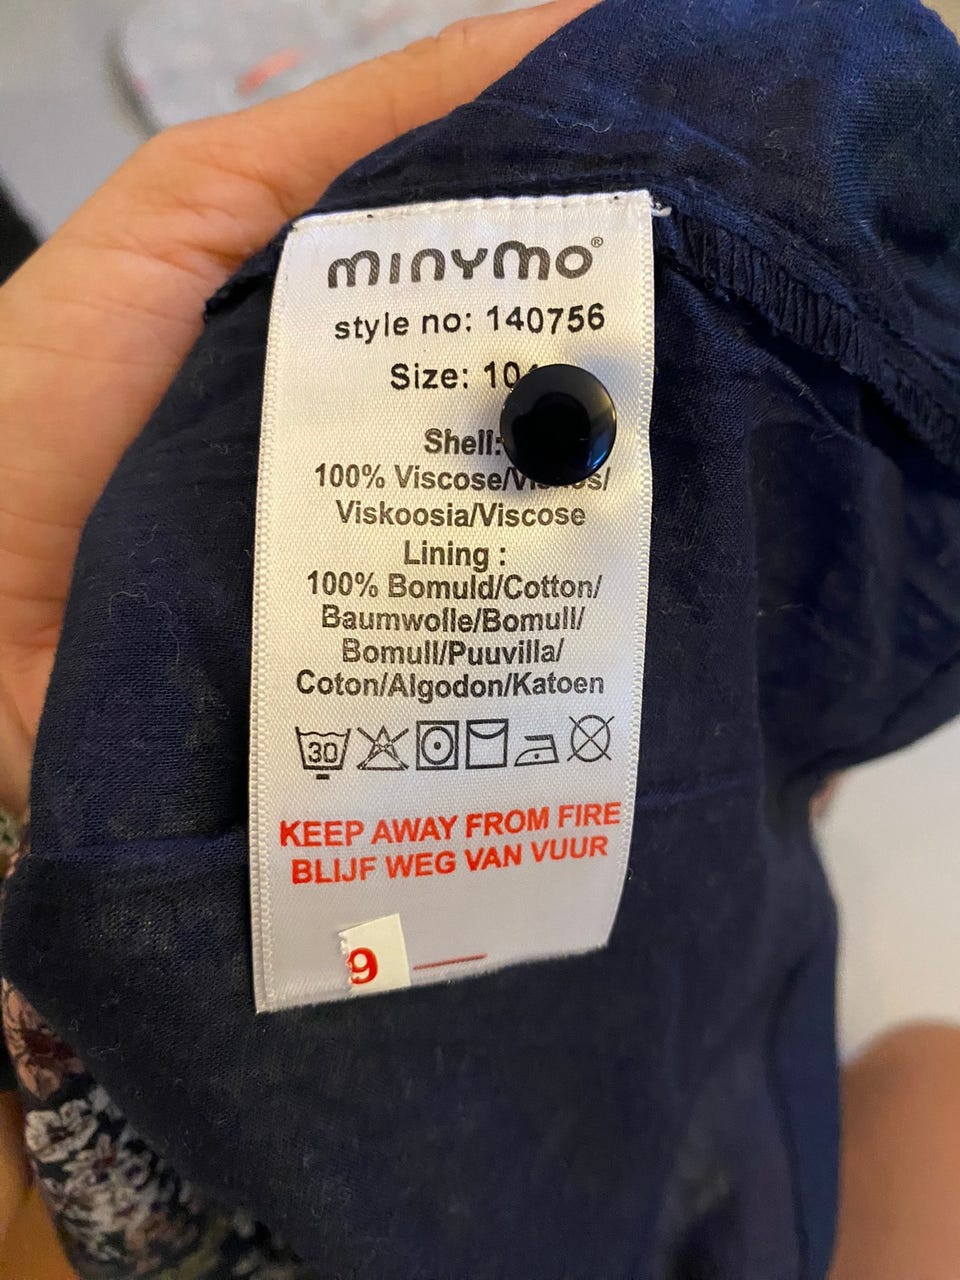 minymo®
style no: 140756
Size:
Shell:
100% Viscose/
Viskoosia/Viscose
Lining :
100% Bomuld/Cotton/
Baumwolle/Bomull/
Bomull/Puuvilla/
Coton/Algodon/Katoen
30
KEEP AWAY FROM FIRE
BLIJF WEG VAN VUUR
9